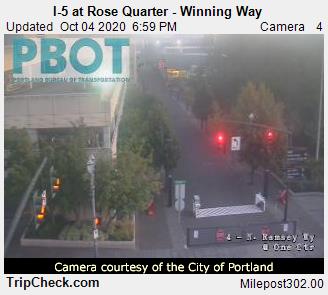 I-5 at Rose Quarter - Winning Way
Updated Oct 04 2020 6:59 PM Camera 4
PBOT
PORTLAND BUREAU OF TRANSPORTATION
4 - N. Ramsey Wy
@ One Ctr
Camera courtesy of the City of Portland
TripCheck.com Milepost302.00